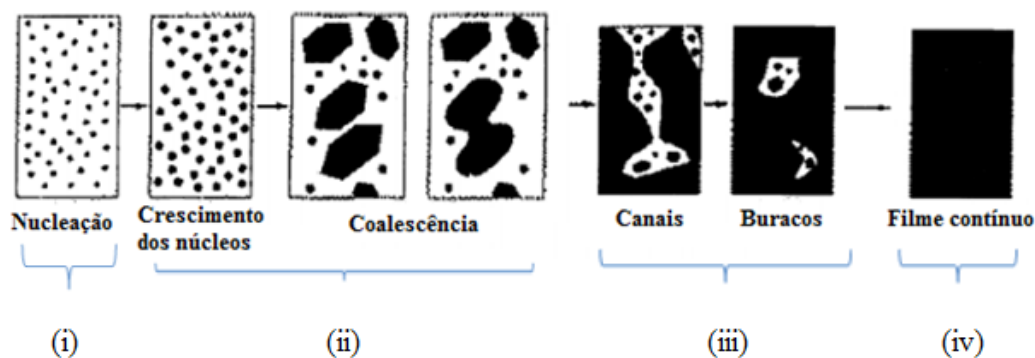 Nucleação
Crescimento
dos núcleos
Coalescência
Canais
Buracos
Filme contínuo
(i)
(ii)
(iii)
(iv)